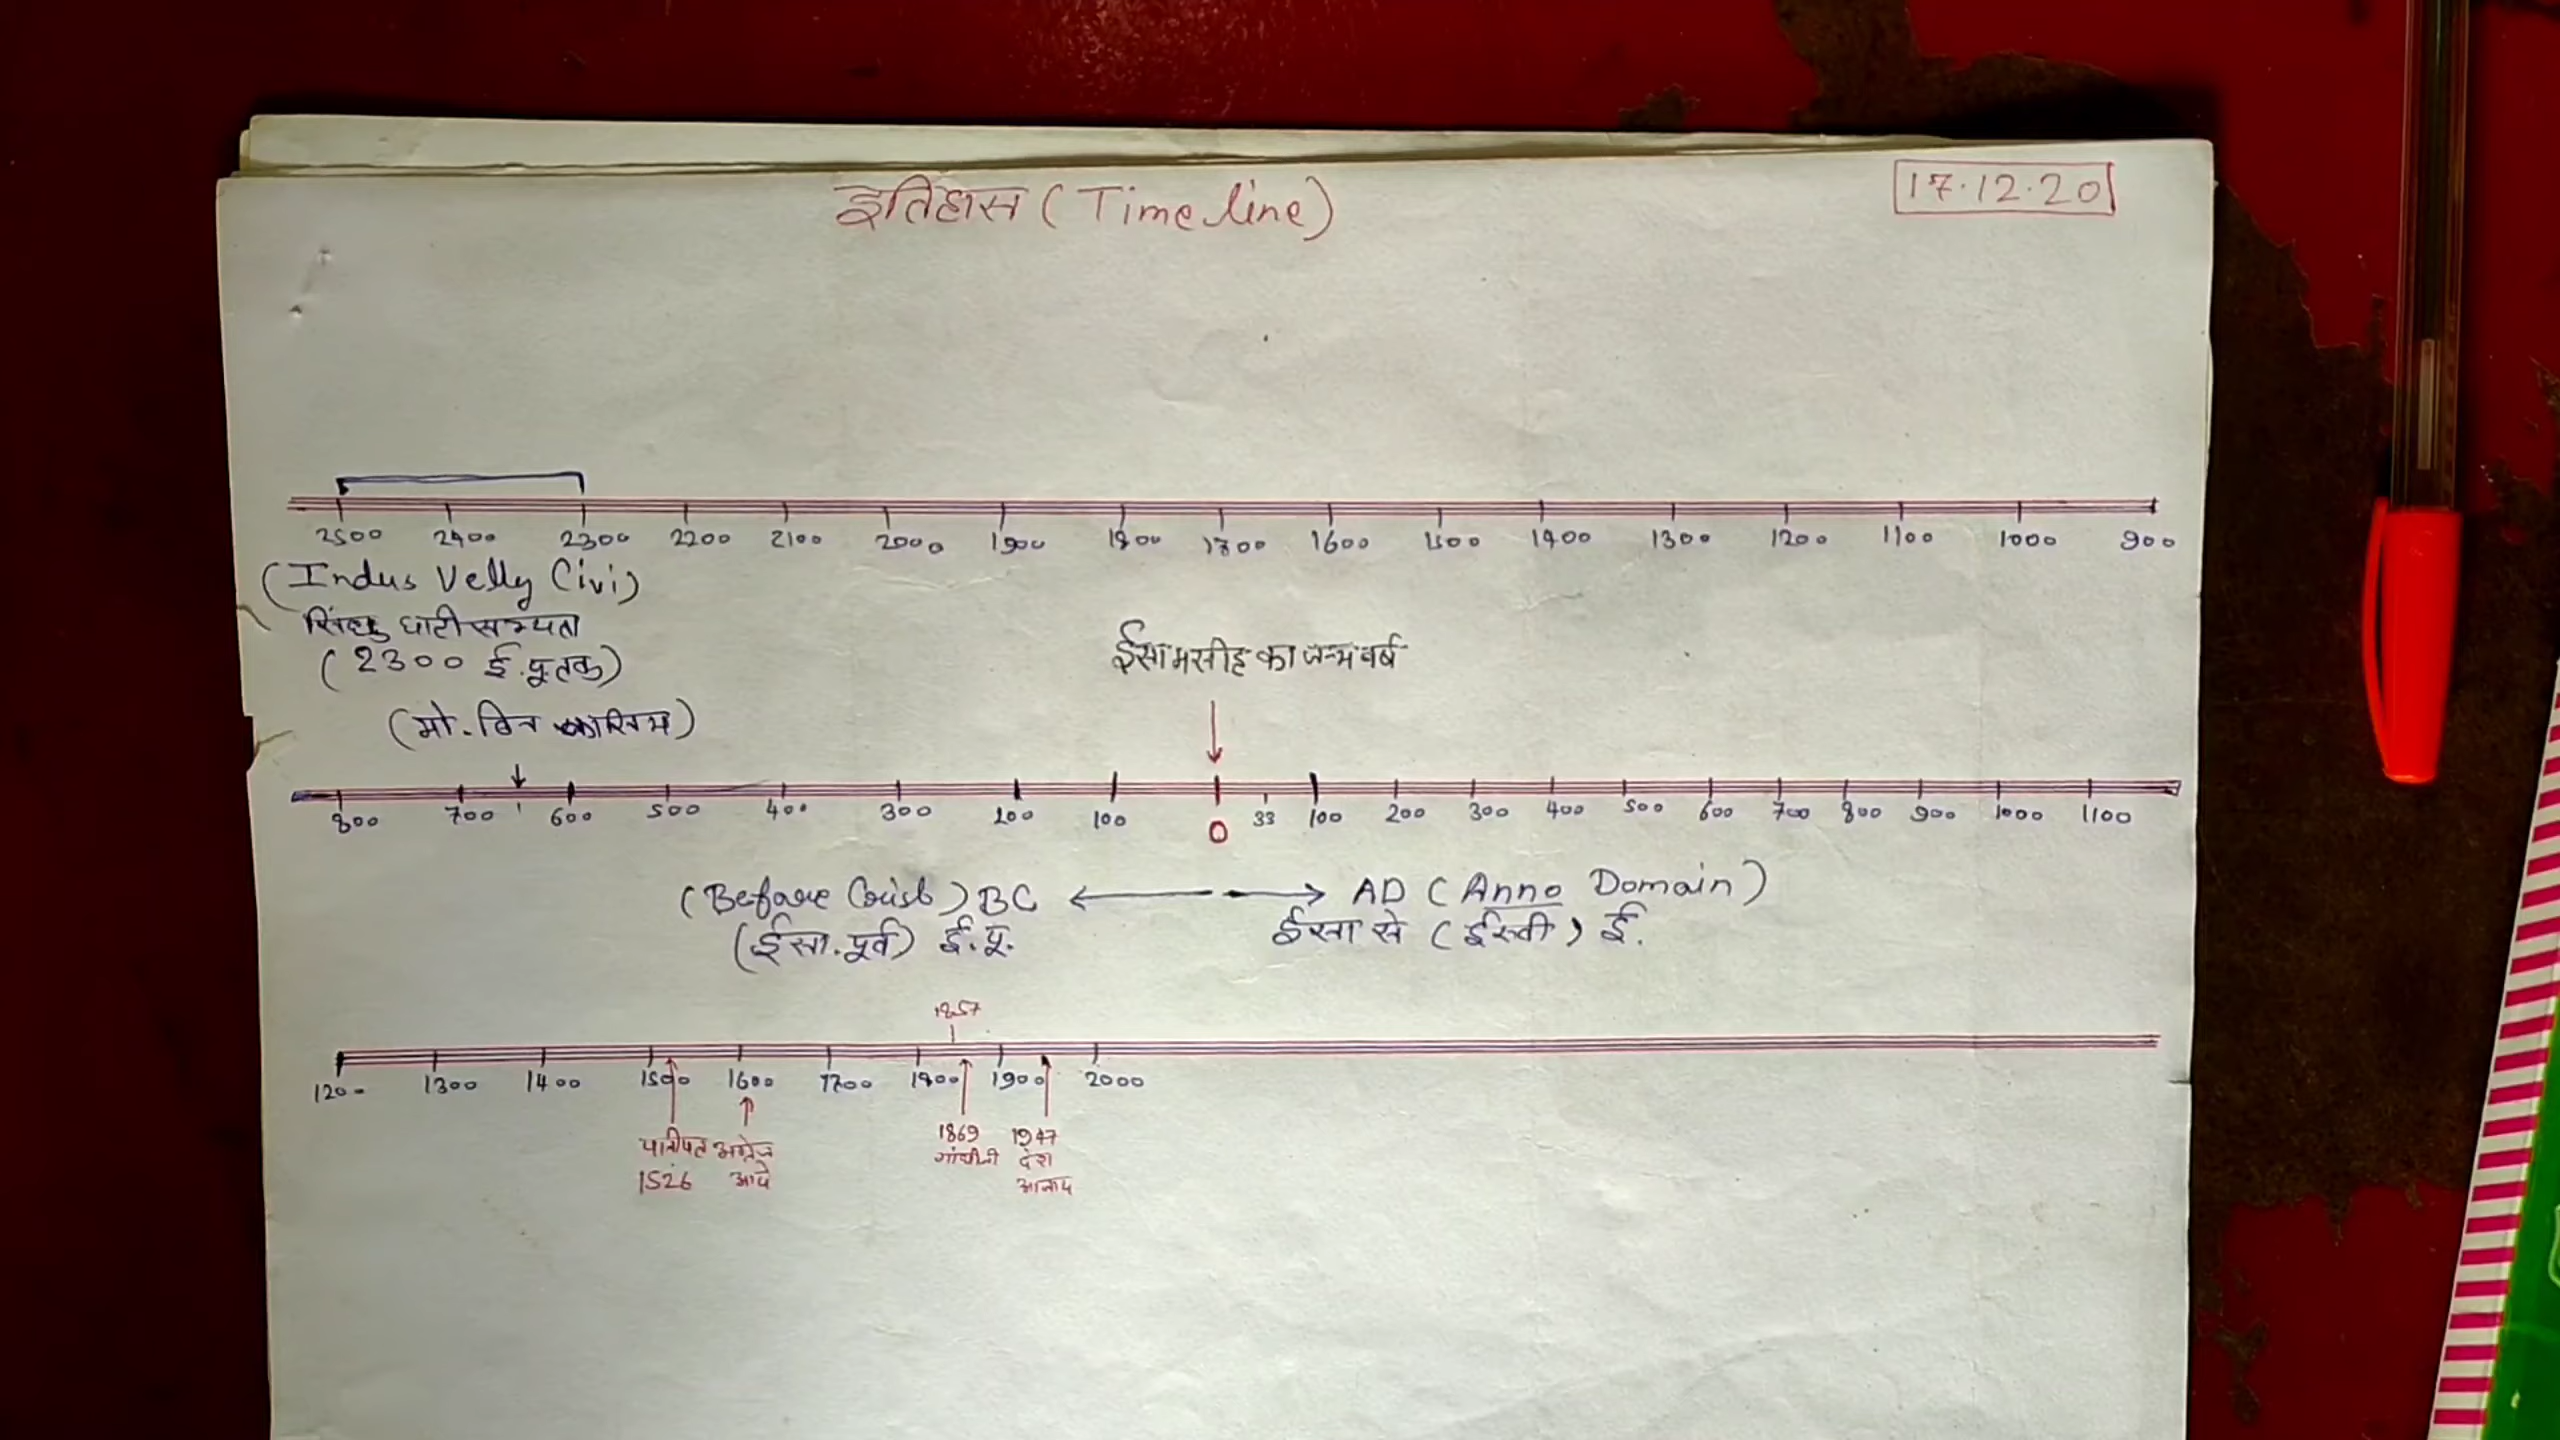 इतिहास (Time line)
17.12.20
2500 2400 2300 2200 2100 2000 1900 1800 1700 1600 1500 1400 1300 1200 1100 1000 900
(Indus Velly Civi)
सिंधु घाटी सभ्यता
(2300 ई.पू.तक)
ईसा मसीह का जन्म वर्ष
(मो. बिन कासिम)
800 700 600 500 400 300 200 100 0 33 100 200 300 400 500 600 700 800 900 1000 1100
(Before Crist) BC AD (Anno Domain)
(ईसा.पूर्व) ई.पू. ईसा से (ईस्वी) ई.
1857
1200 1300 1400 1500 1600 1700 1800 1900 2000
पानीपत अंग्रेज 1869 1947
1526 आये गांधीजी देश
आजाद